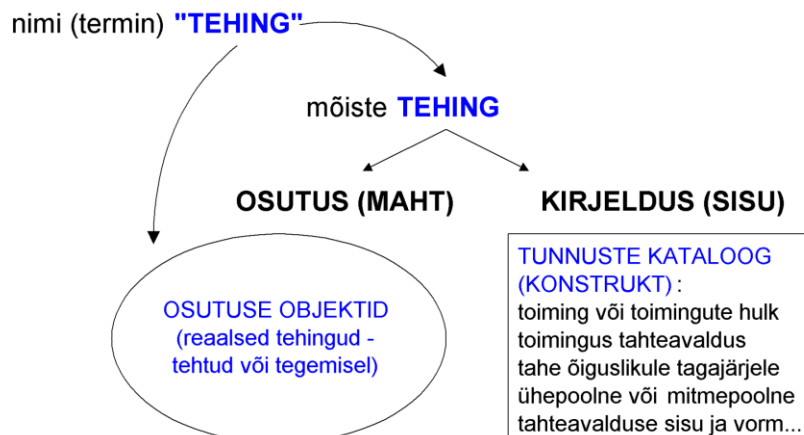 nimi (termin) "TEHING"
mõiste TEHING
OSUTUS (MAHT)
KIRJELDUS (SISU)
OSUTUSE OBJEKTID
(reaalsed tehingud -
tehtud või tegemisel)
TUNNUSTE KATALOOG
(KONSTRUKT) :
toiming või toimingute hulk
toimingus tahteavaldus
tahe õiguslikule tagajärjele
ühepoolne või mitmepoolne
tahteavalduse sisu ja vorm...